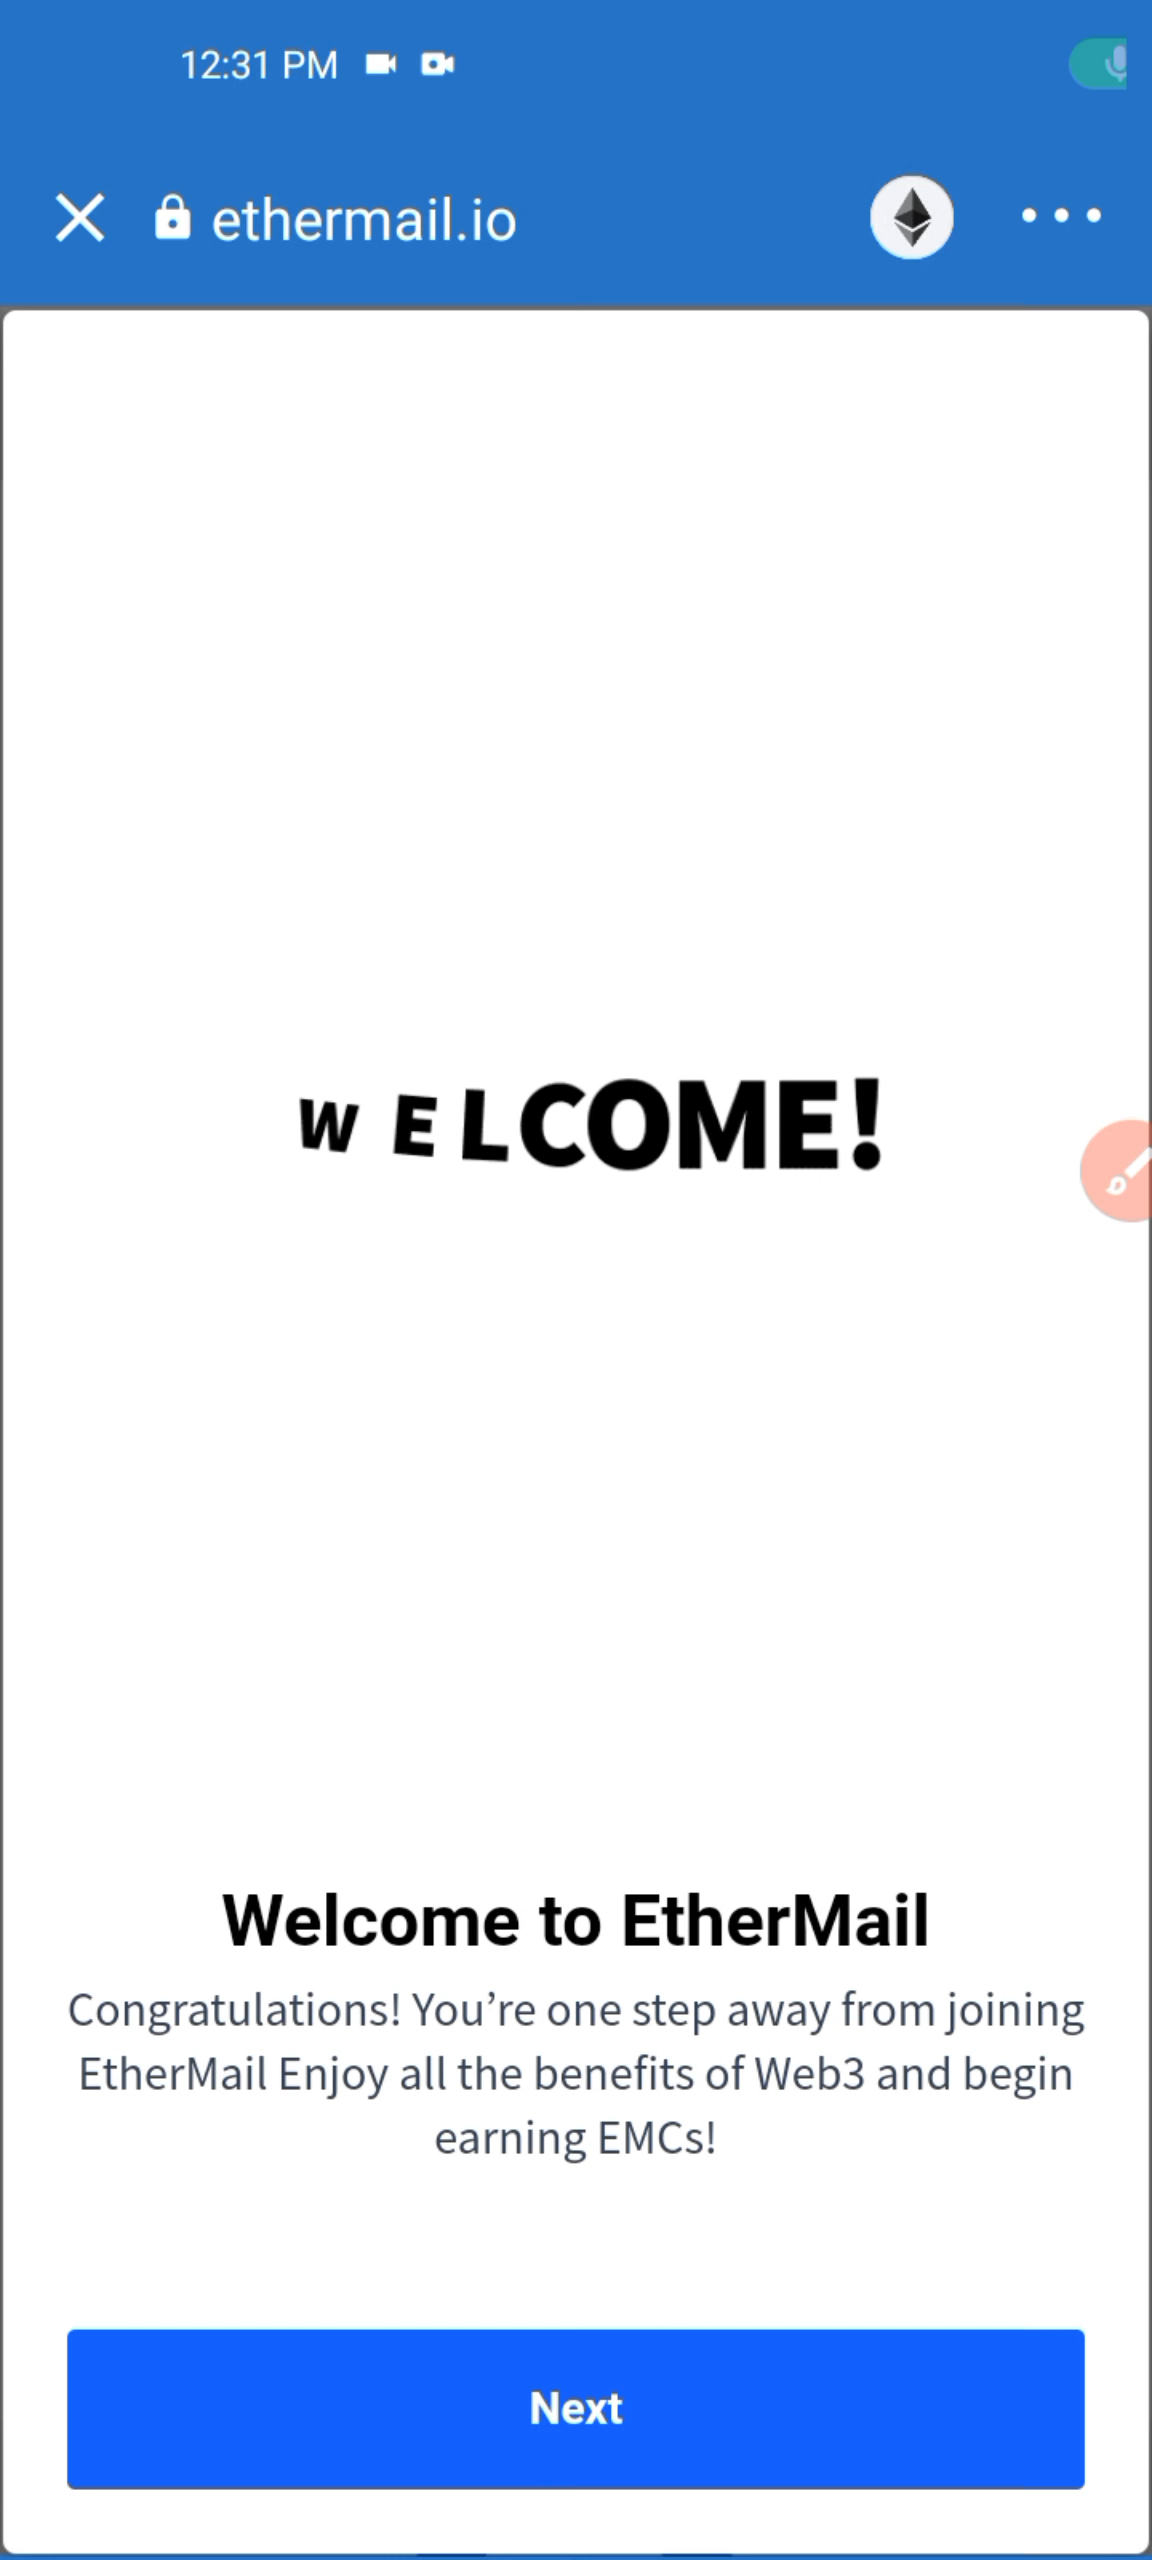 12:31 PM
ethermail.io
WELCOME!
Welcome to EtherMail
Congratulations! You’re one step away from joining
EtherMail Enjoy all the benefits of Web3 and begin
earning EMCs!
Next